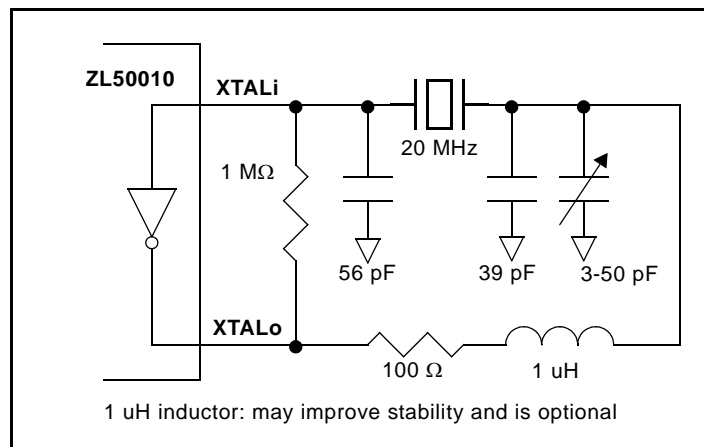 ZL50010
XTALi
20 MHz
1 MΩ
56 pF
39 pF
3-50 pF
XTALo
100 Ω
1 uH
1 uH inductor: may improve stability and is optional